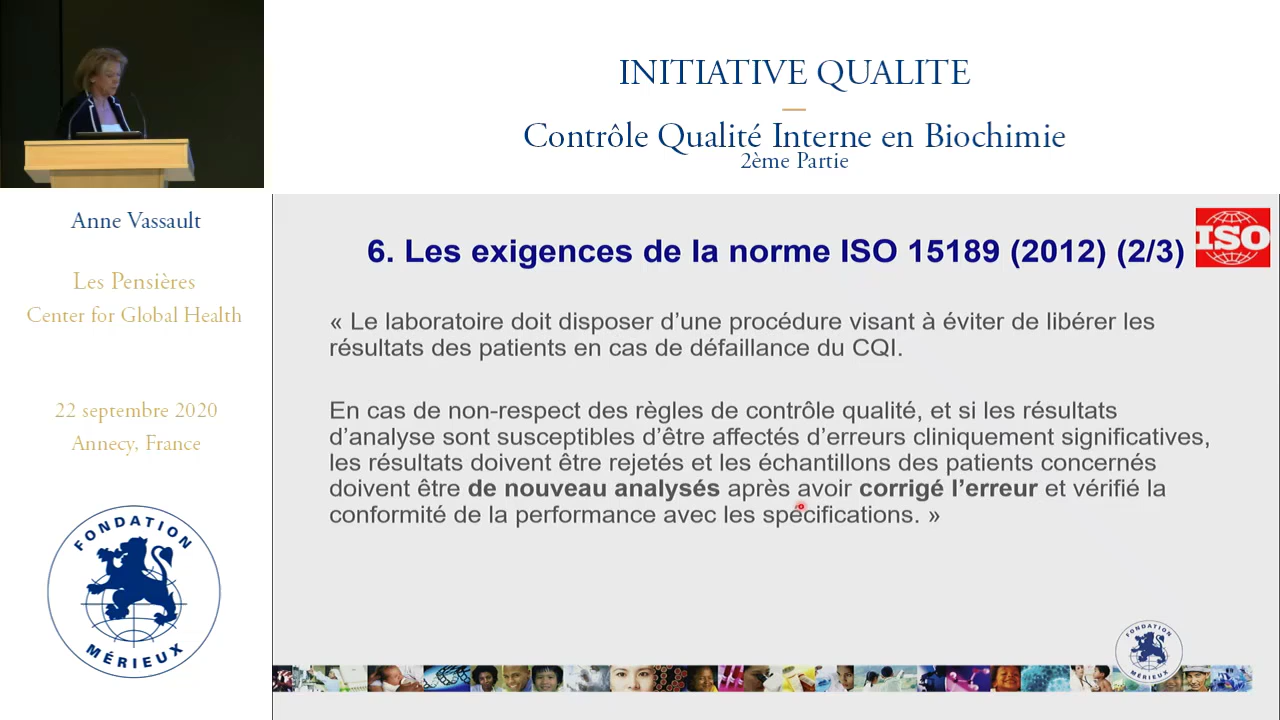 INITIATIVE QUALITE
Contrôle Qualité Interne en Biochimie
2ème Partie
Anne Vassault
Les Pensières
Center for Global Health
22 septembre 2020
Annecy, France
FONDATION
MÉRIEUX
6. Les exigences de la norme ISO 15189 (2012) (2/3)
ISO
« Le laboratoire doit disposer d’une procédure visant à éviter de libérer les
résultats des patients en cas de défaillance du CQI.
En cas de non-respect des règles de contrôle qualité, et si les résultats
d’analyse sont susceptibles d’être affectés d’erreurs cliniquement significatives,
les résultats doivent être rejetés et les échantillons des patients concernés
doivent être de nouveau analysés après avoir corrigé l’erreur et vérifié la
conformité de la performance avec les spécifications. »
FONDATION
MÉRIEUX